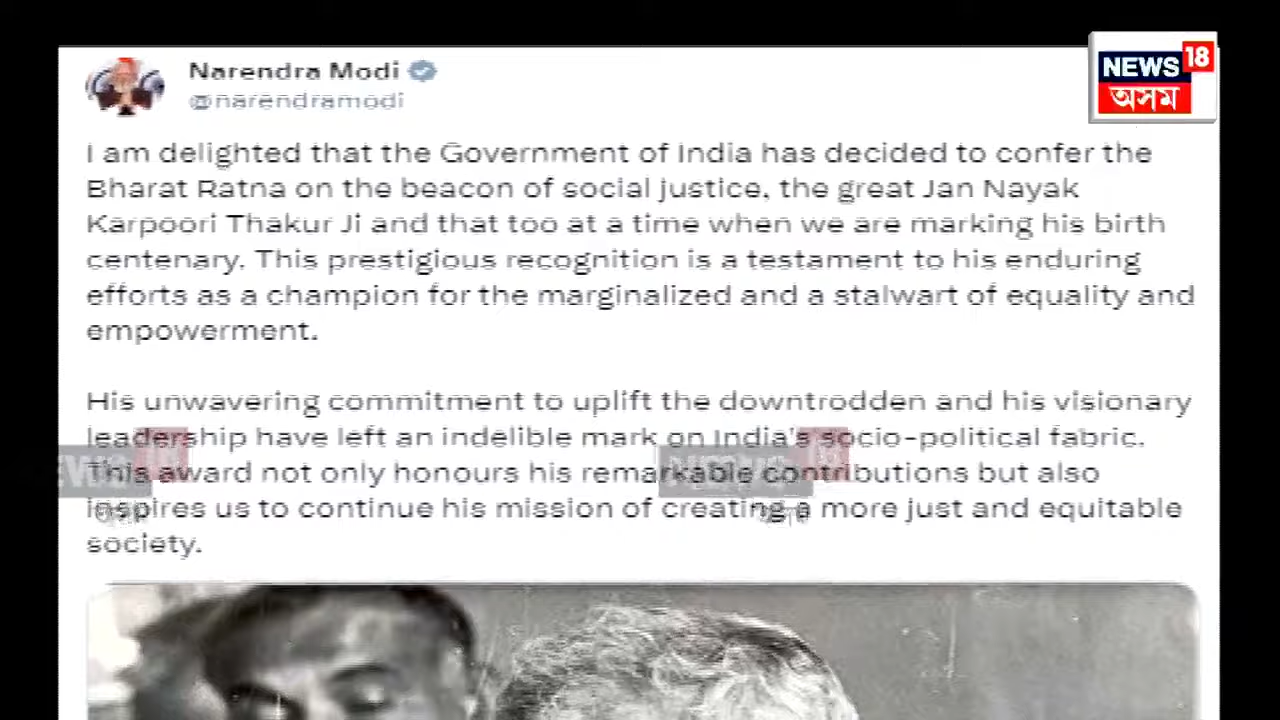 Narendra Modi
@narendramodi
NEWS 18
অসম
I am delighted that the Government of India has decided to confer the
Bharat Ratna on the beacon of social justice, the great Jan Nayak
Karpoori Thakur Ji and that too at a time when we are marking his birth
centenary. This prestigious recognition is a testament to his enduring
efforts as a champion for the marginalized and a stalwart of equality and
empowerment.
His unwavering commitment to uplift the downtrodden and his visionary
leadership have left an indelible mark on India's socio-political fabric.
This award not only honours his remarkable contributions but also
inspires us to continue his mission of creating a more just and equitable
society.